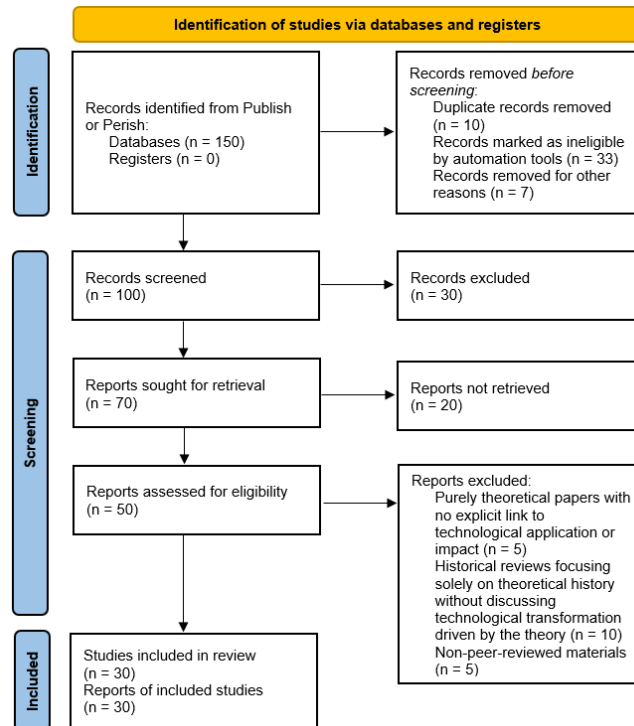 Identification of studies via databases and registers
Identification
Records identified from Publish
or Perish:
Databases (n = 150)
Registers (n = 0)
Records removed before
screening:
Duplicate records removed
(n = 10)
Records marked as ineligible
by automation tools (n = 33)
Records removed for other
reasons (n = 7)
Screening
Records screened
(n = 100)
Records excluded
(n = 30)
Reports sought for retrieval
(n = 70)
Reports not retrieved
(n = 20)
Reports assessed for eligibility
(n = 50)
Reports excluded:
Purely theoretical papers with
no explicit link to
technological application or
impact (n = 5)
Historical reviews focusing
solely on theoretical history
without discussing
technological transformation
driven by the theory (n = 10)
Non-peer-reviewed materials
(n = 5)
Included
Studies included in review
(n = 30)
Reports of included studies
(n = 30)